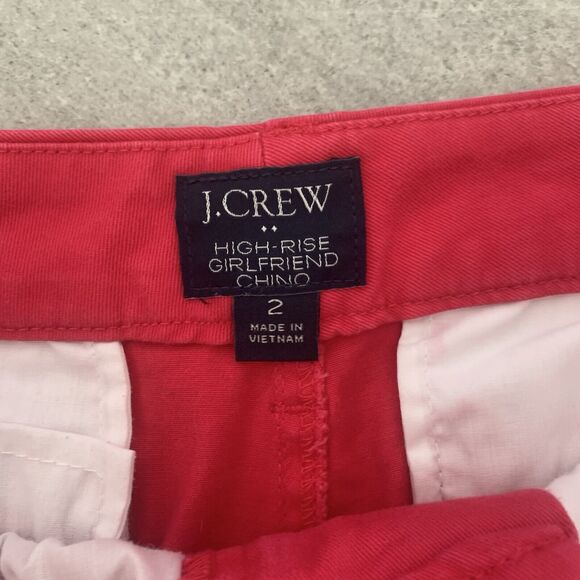 J.CREW
HIGH-RISE
GIRLFRIEND
CHINO
2
MADE IN
VIETNAM